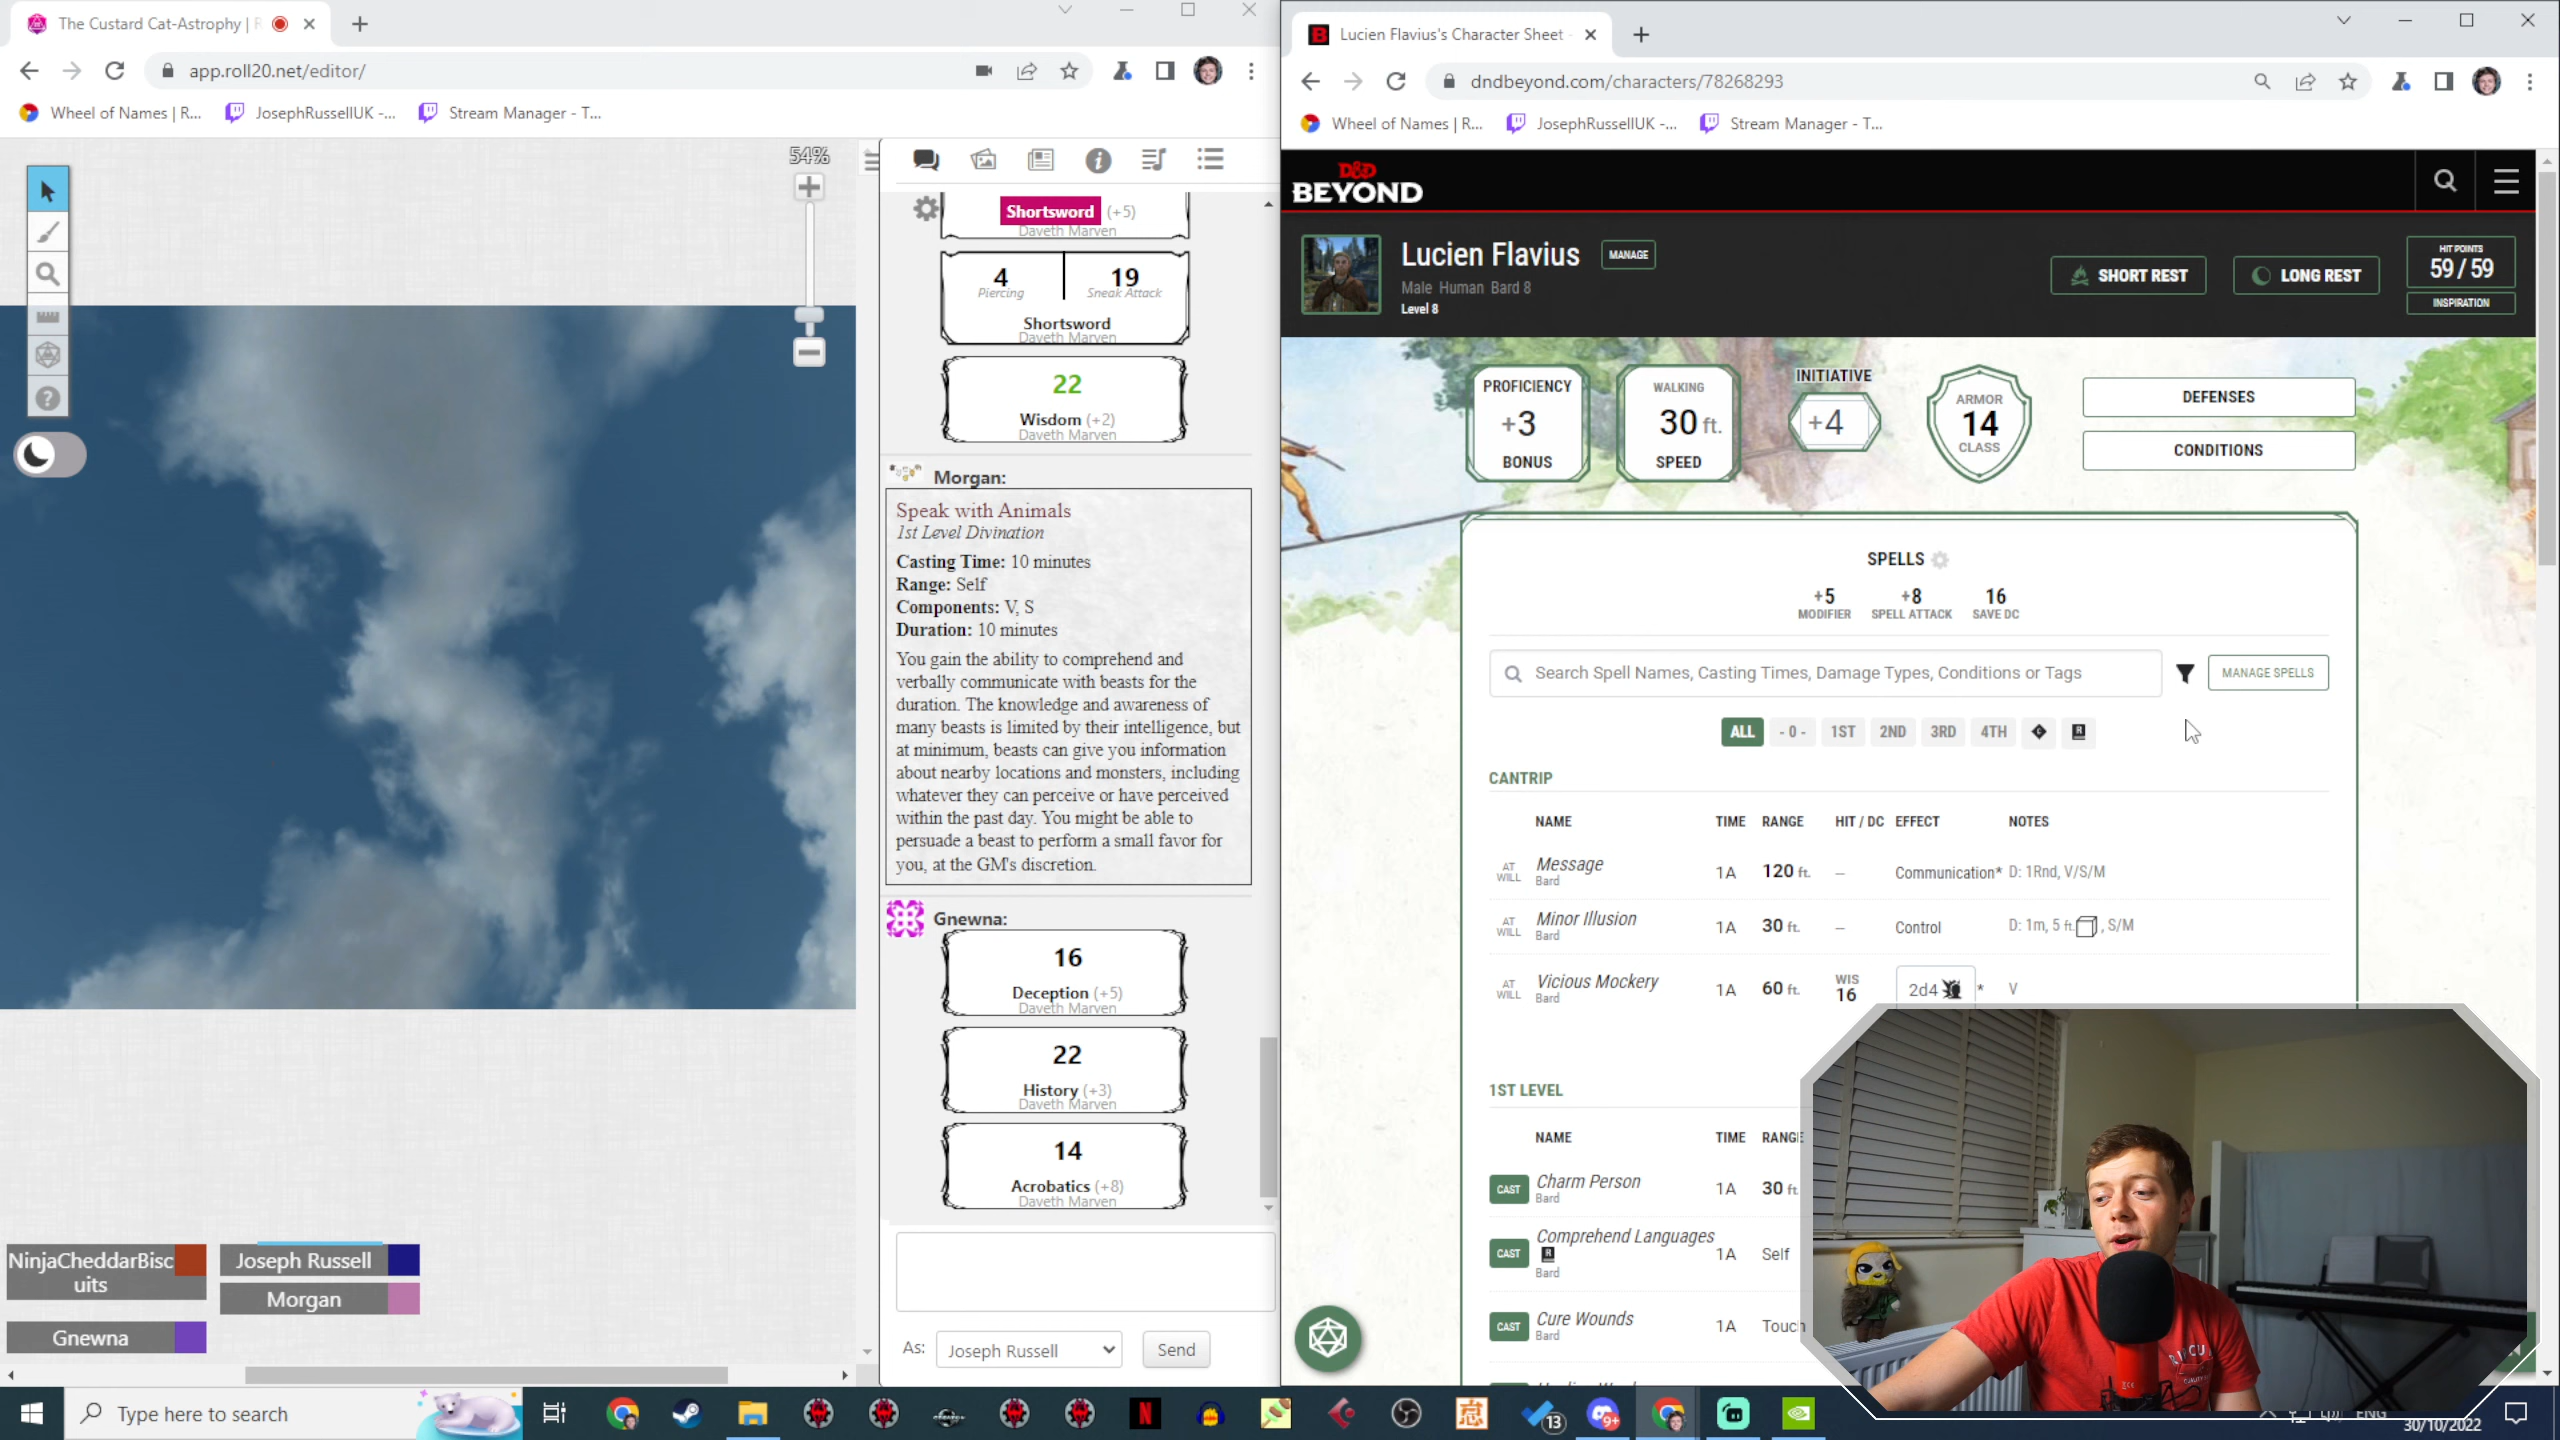 The Custard Cat-Astrophy |
app.roll20.net/editor/
Wheel of Names | R...
JosephRussellUK -...
Stream Manager - T...
54%
Shortsword (+5)
Daveth Marven
4
19
Piercing
Sneak Attack
Shortsword
Daveth Marven
22
Wisdom (+2)
Daveth Marven
Morgan:
Speak with Animals
1st Level Divination
Casting Time: 10 minutes
Range: Self
Components: V, S
Duration: 10 minutes
You gain the ability to comprehend and
verbally communicate with beasts for the
duration. The knowledge and awareness of
many beasts is limited by their intelligence, but
at minimum, beasts can give you information
about nearby locations and monsters, including
whatever they can perceive or have perceived
within the past day. You might be able to
persuade a beast to perform a small favor for
you, at the GM's discretion.
Gnewna:
16
Deception (+5)
Daveth Marven
22
History (+3)
Daveth Marven
14
Acrobatics (+8)
Daveth Marven
NinjaCheddarBisc
uits
Joseph Russell
Morgan
Gnewna
As:
Joseph Russell
Send
Lucien Flavius's Character Sheet -
dndbeyond.com/characters/78268293
Wheel of Names | R...
JosephRussellUK -...
Stream Manager - T...
D&D
BEYOND
Lucien Flavius
MANAGE
Male Human Bard 8
Level 8
SHORT REST
LONG REST
HIT POINTS
59 / 59
INSPIRATION
PROFICIENCY
+3
BONUS
WALKING
30 ft.
SPEED
INITIATIVE
+4
ARMOR
14
CLASS
DEFENSES
CONDITIONS
SPELLS
+5
MODIFIER
+8
SPELL ATTACK
16
SAVE DC
Search Spell Names, Casting Times, Damage Types, Conditions or Tags
MANAGE SPELLS
ALL
- 0 -
1ST
2ND
3RD
4TH
CANTRIP
NAME TIME RANGE HIT / DC EFFECT NOTES
AT WILL Message 1A 120 ft. – Communication* D: 1Rnd, V/S/M
Bard
AT WILL Minor Illusion 1A 30 ft. – Control D: 1m, 5 ft. , S/M
Bard
AT WILL Vicious Mockery 1A 60 ft. WIS 16 2d4 * V
Bard
1ST LEVEL
NAME TIME RANGE
CAST Charm Person 1A 30 ft
Bard
CAST Comprehend Languages 1A Self
Bard
CAST Cure Wounds 1A Touch
Bard
Type here to search
13
9+
ENG
30/10/2022